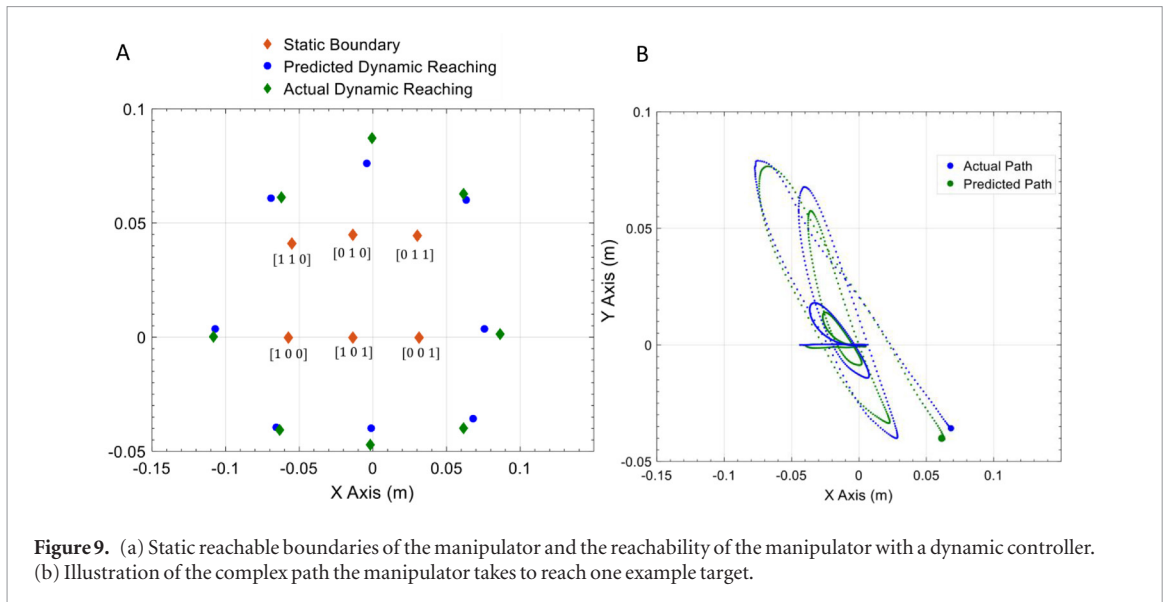 A
Static Boundary
Predicted Dynamic Reaching
Actual Dynamic Reaching
0.1
0.05
0
-0.05
[1 1 0]
[0 1 0]
[0 1 1]
[1 0 0]
[1 0 1]
[0 0 1]
-0.15
-0.1
-0.05
0
0.05
0.1
X Axis (m)
B
Actual Path
Predicted Path
Y Axis (m)
0.1
0.05
0
-0.05
-0.15
-0.1
-0.05
0
0.05
0.1
X Axis (m)
Figure 9. (a) Static reachable boundaries of the manipulator and the reachability of the manipulator with a dynamic controller.
(b) Illustration of the complex path the manipulator takes to reach one example target.